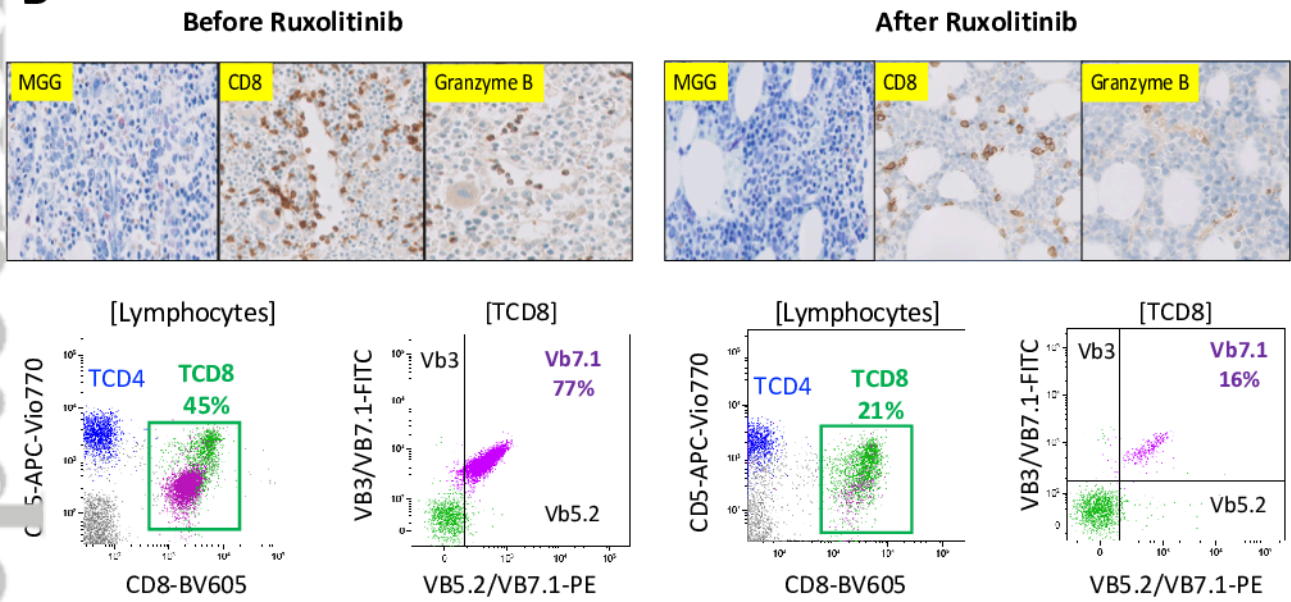 Before Ruxolitinib
MGG
CD8
Granzyme B
[Lymphocytes]
TCD4
TCD8
45%
5-APC-Vio770
CD8-BV605
[TCD8]
Vb3
Vb7.1
77%
Vb5.2
VB3/VB7.1-FITC
VB5.2/VB7.1-PE
After Ruxolitinib
MGG
CD8
Granzyme B
[Lymphocytes]
TCD4
TCD8
21%
CD5-APC-Vio770
CD8-BV605
[TCD8]
Vb3
Vb7.1
16%
Vb5.2
VB3/VB7.1-FITC
VB5.2/VB7.1-PE